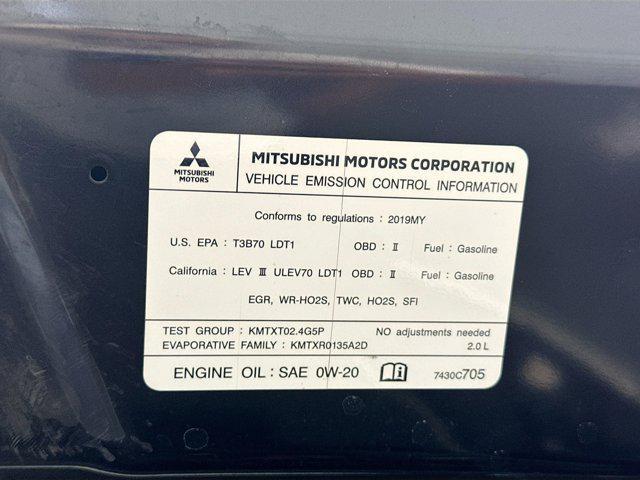 MITSUBISHI MOTORS
MITSUBISHI MOTORS CORPORATION
VEHICLE EMISSION CONTROL INFORMATION
Conforms to regulations : 2019MY
U.S. EPA : T3B70 LDT1 OBD : Ⅱ Fuel : Gasoline
California : LEV Ⅲ ULEV70 LDT1 OBD : Ⅱ Fuel : Gasoline
EGR, WR-HO2S, TWC, HO2S, SFI
TEST GROUP : KMTXT02.4G5P NO adjustments needed
EVAPORATIVE FAMILY : KMTXR0135A2D 2.0 L
ENGINE OIL : SAE 0W-20 7430C705